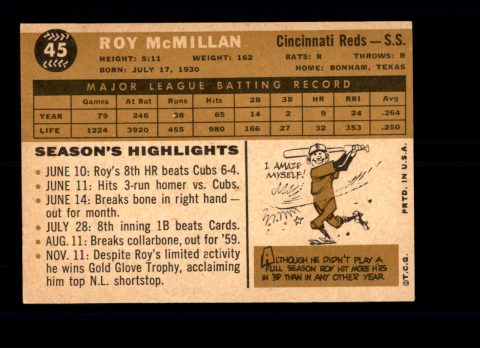 45
ROY McMILLAN
Cincinnati Reds — S.S.
HEIGHT: 5:11 WEIGHT: 162 BATS: R THROWS: R
BORN: JULY 17, 1930 HOME: BONHAM, TEXAS
MAJOR LEAGUE BATTING RECORD
Games At Bat Runs Hits 2B 3B HR RBI Avg.
YEAR 79 246 38 65 14 2 9 24 .264
LIFE 1224 3920 455 980 166 27 32 353 .250
SEASON'S HIGHLIGHTS
• JUNE 10: Roy's 8th HR beats Cubs 6-4.
• JUNE 11: Hits 3-run homer vs. Cubs.
• JUNE 14: Breaks bone in right hand — out for month.
• JULY 28: 8th inning 1B beats Cards.
• AUG. 11: Breaks collarbone, out for '59.
• NOV. 11: Despite Roy's limited activity
he wins Gold Glove Trophy, acclaiming
him top N.L. shortstop.
I AMAZE
MYSELF!
ALTHOUGH HE DIDN'T PLAY A
FULL SEASON ROY HIT MORE HRS
IN '59 THAN IN ANY OTHER YEAR
©T.C.G. PRTD. IN U.S.A.